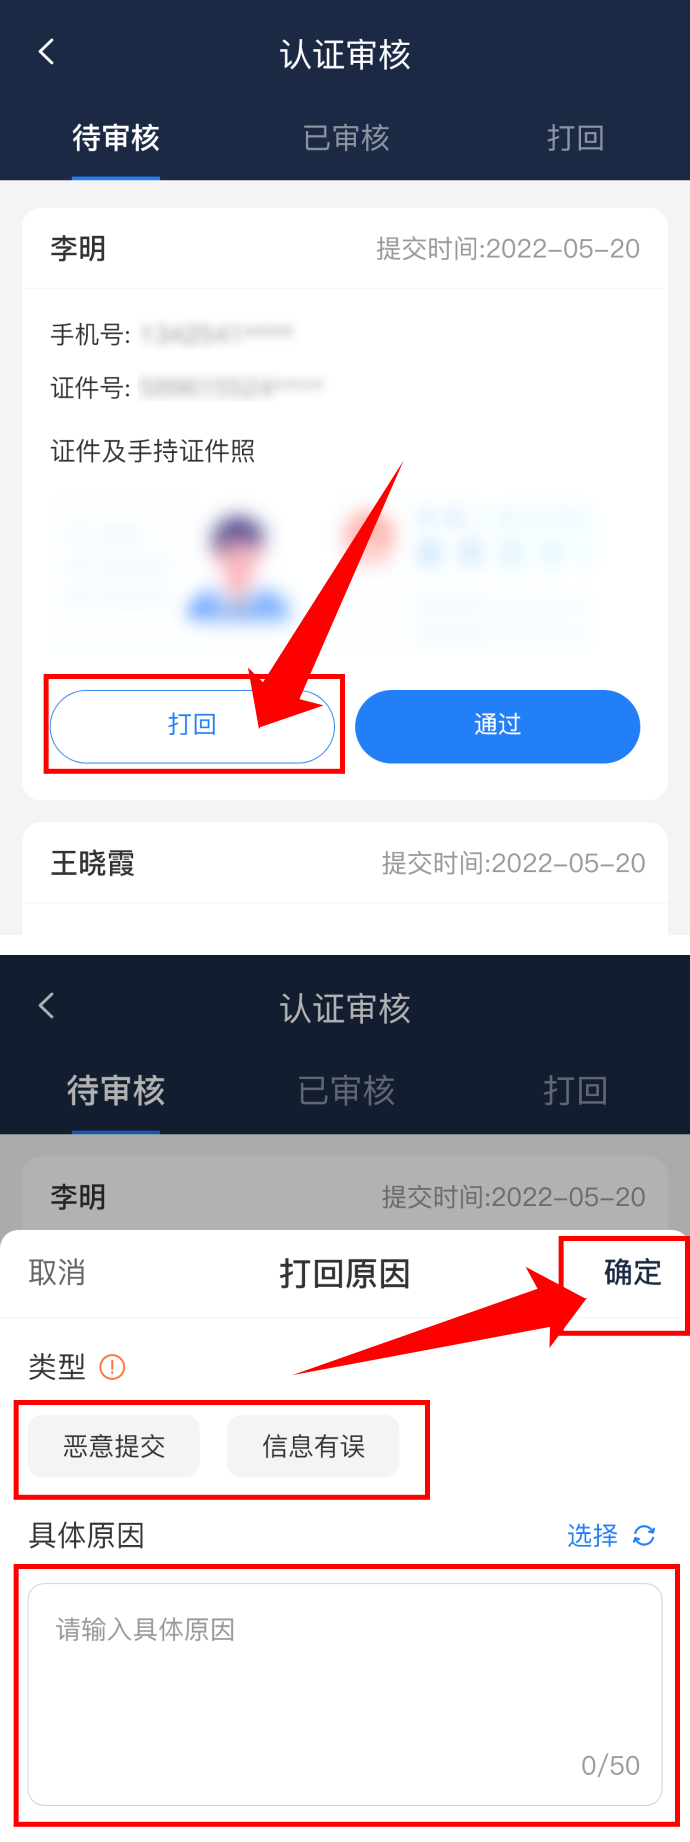 认证审核
待审核 已审核 打回
李明 提交时间:2022-05-20
手机号:
证件号:
证件及手持证件照
打回 通过
王晓霞 提交时间:2022-05-20
认证审核
待审核 已审核 打回
李明 提交时间:2022-05-20
取消 打回原因 确定
类型
恶意提交 信息有误
具体原因 选择
请输入具体原因
0/50